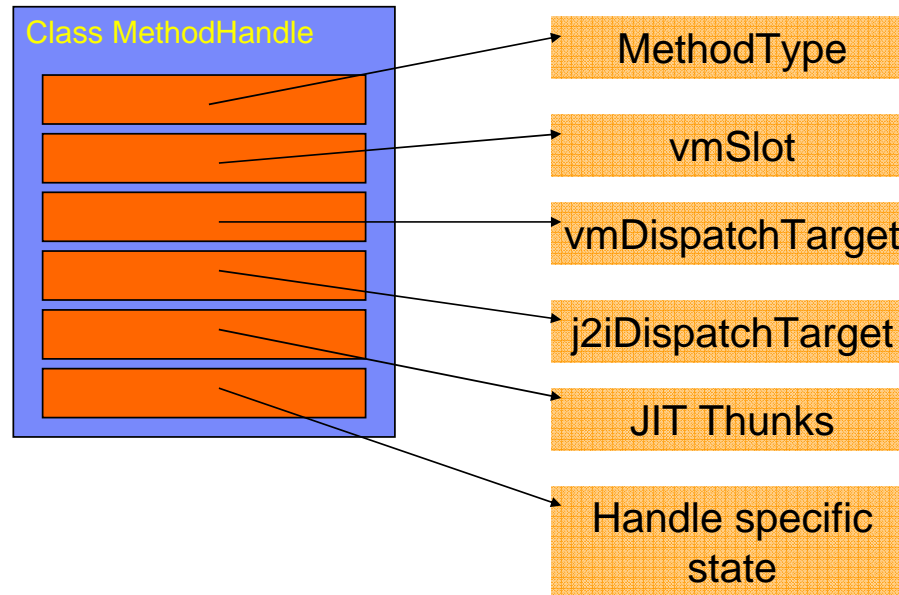 Class MethodHandle
MethodType
vmSlot
vmDispatchTarget
j2iDispatchTarget
JIT Thunks
Handle specific
state